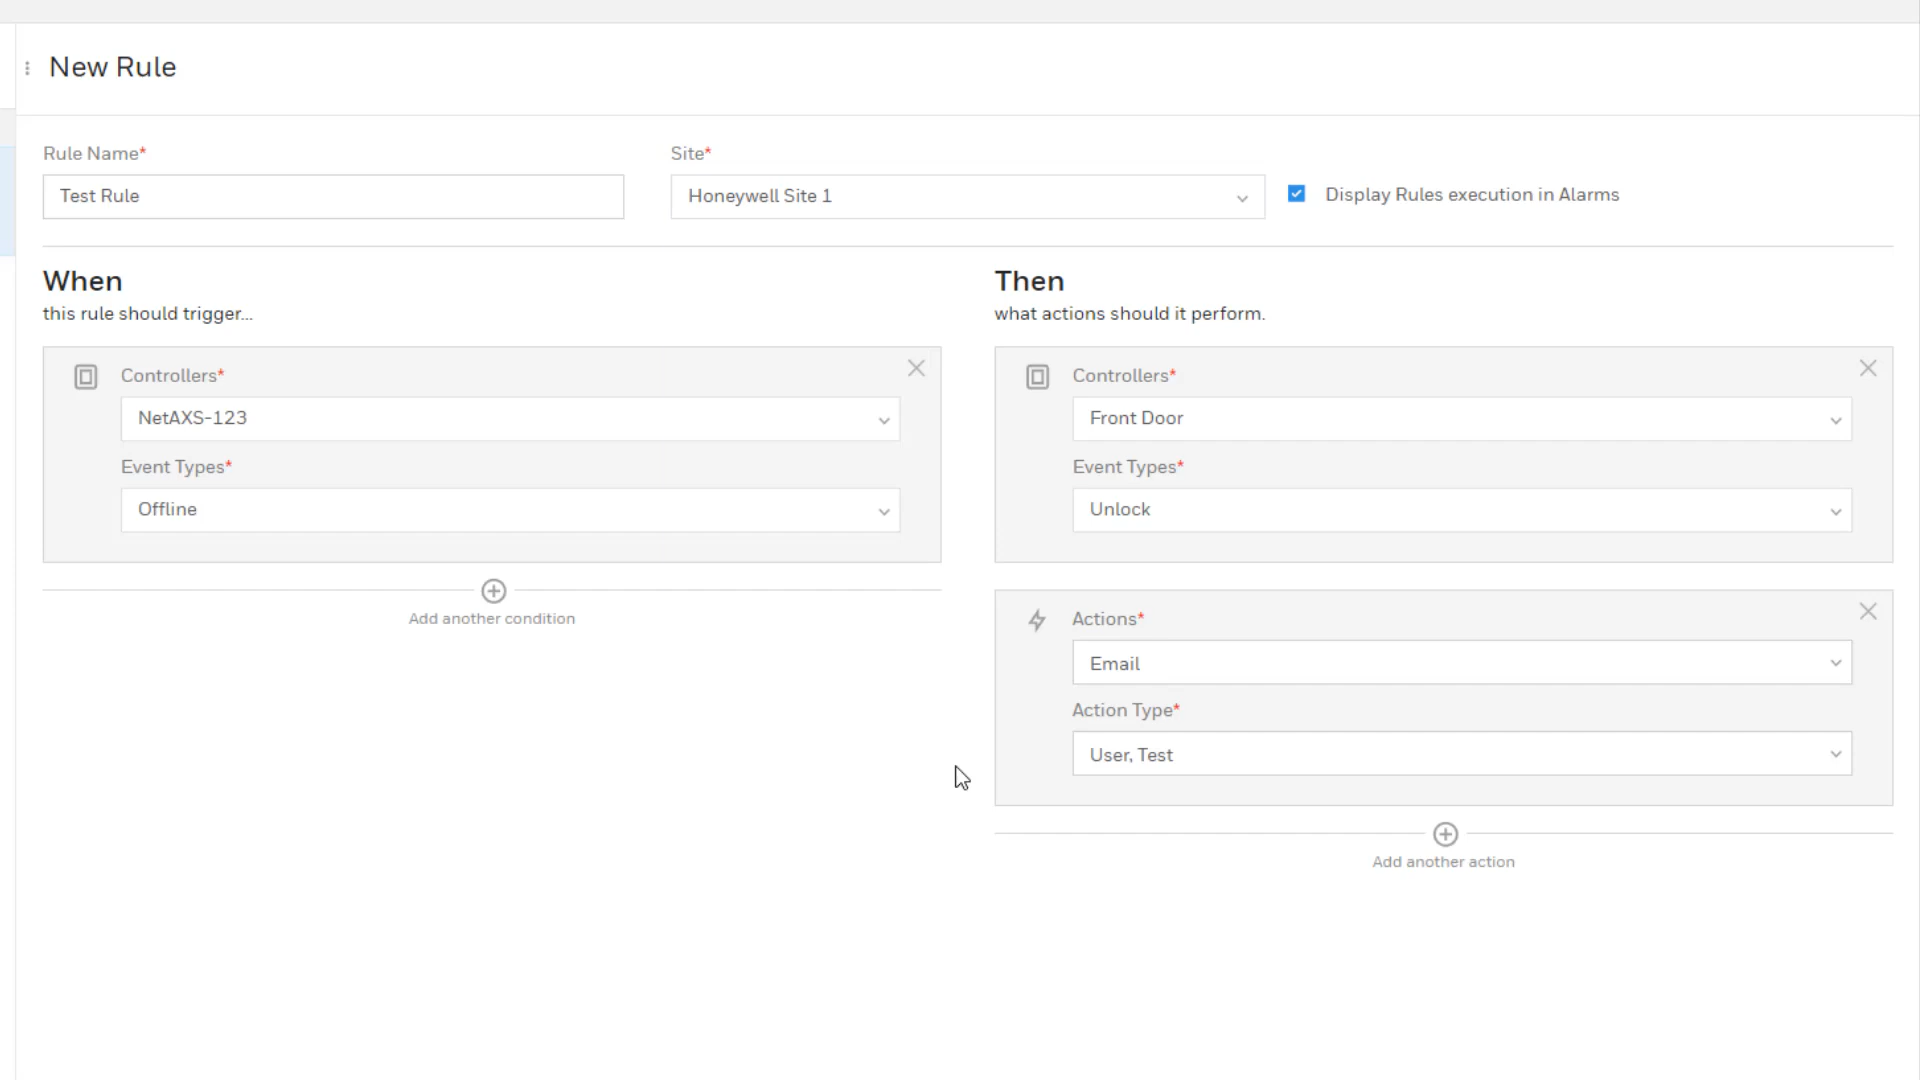 New Rule
Rule Name*
Site*
Test Rule
Honeywell Site 1
Display Rules execution in Alarms
When
this rule should trigger...
Controllers*
NetAXS-123
Event Types*
Offline
Add another condition
Then
what actions should it perform.
Controllers*
Front Door
Event Types*
Unlock
Actions*
Email
Action Type*
User, Test
Add another action